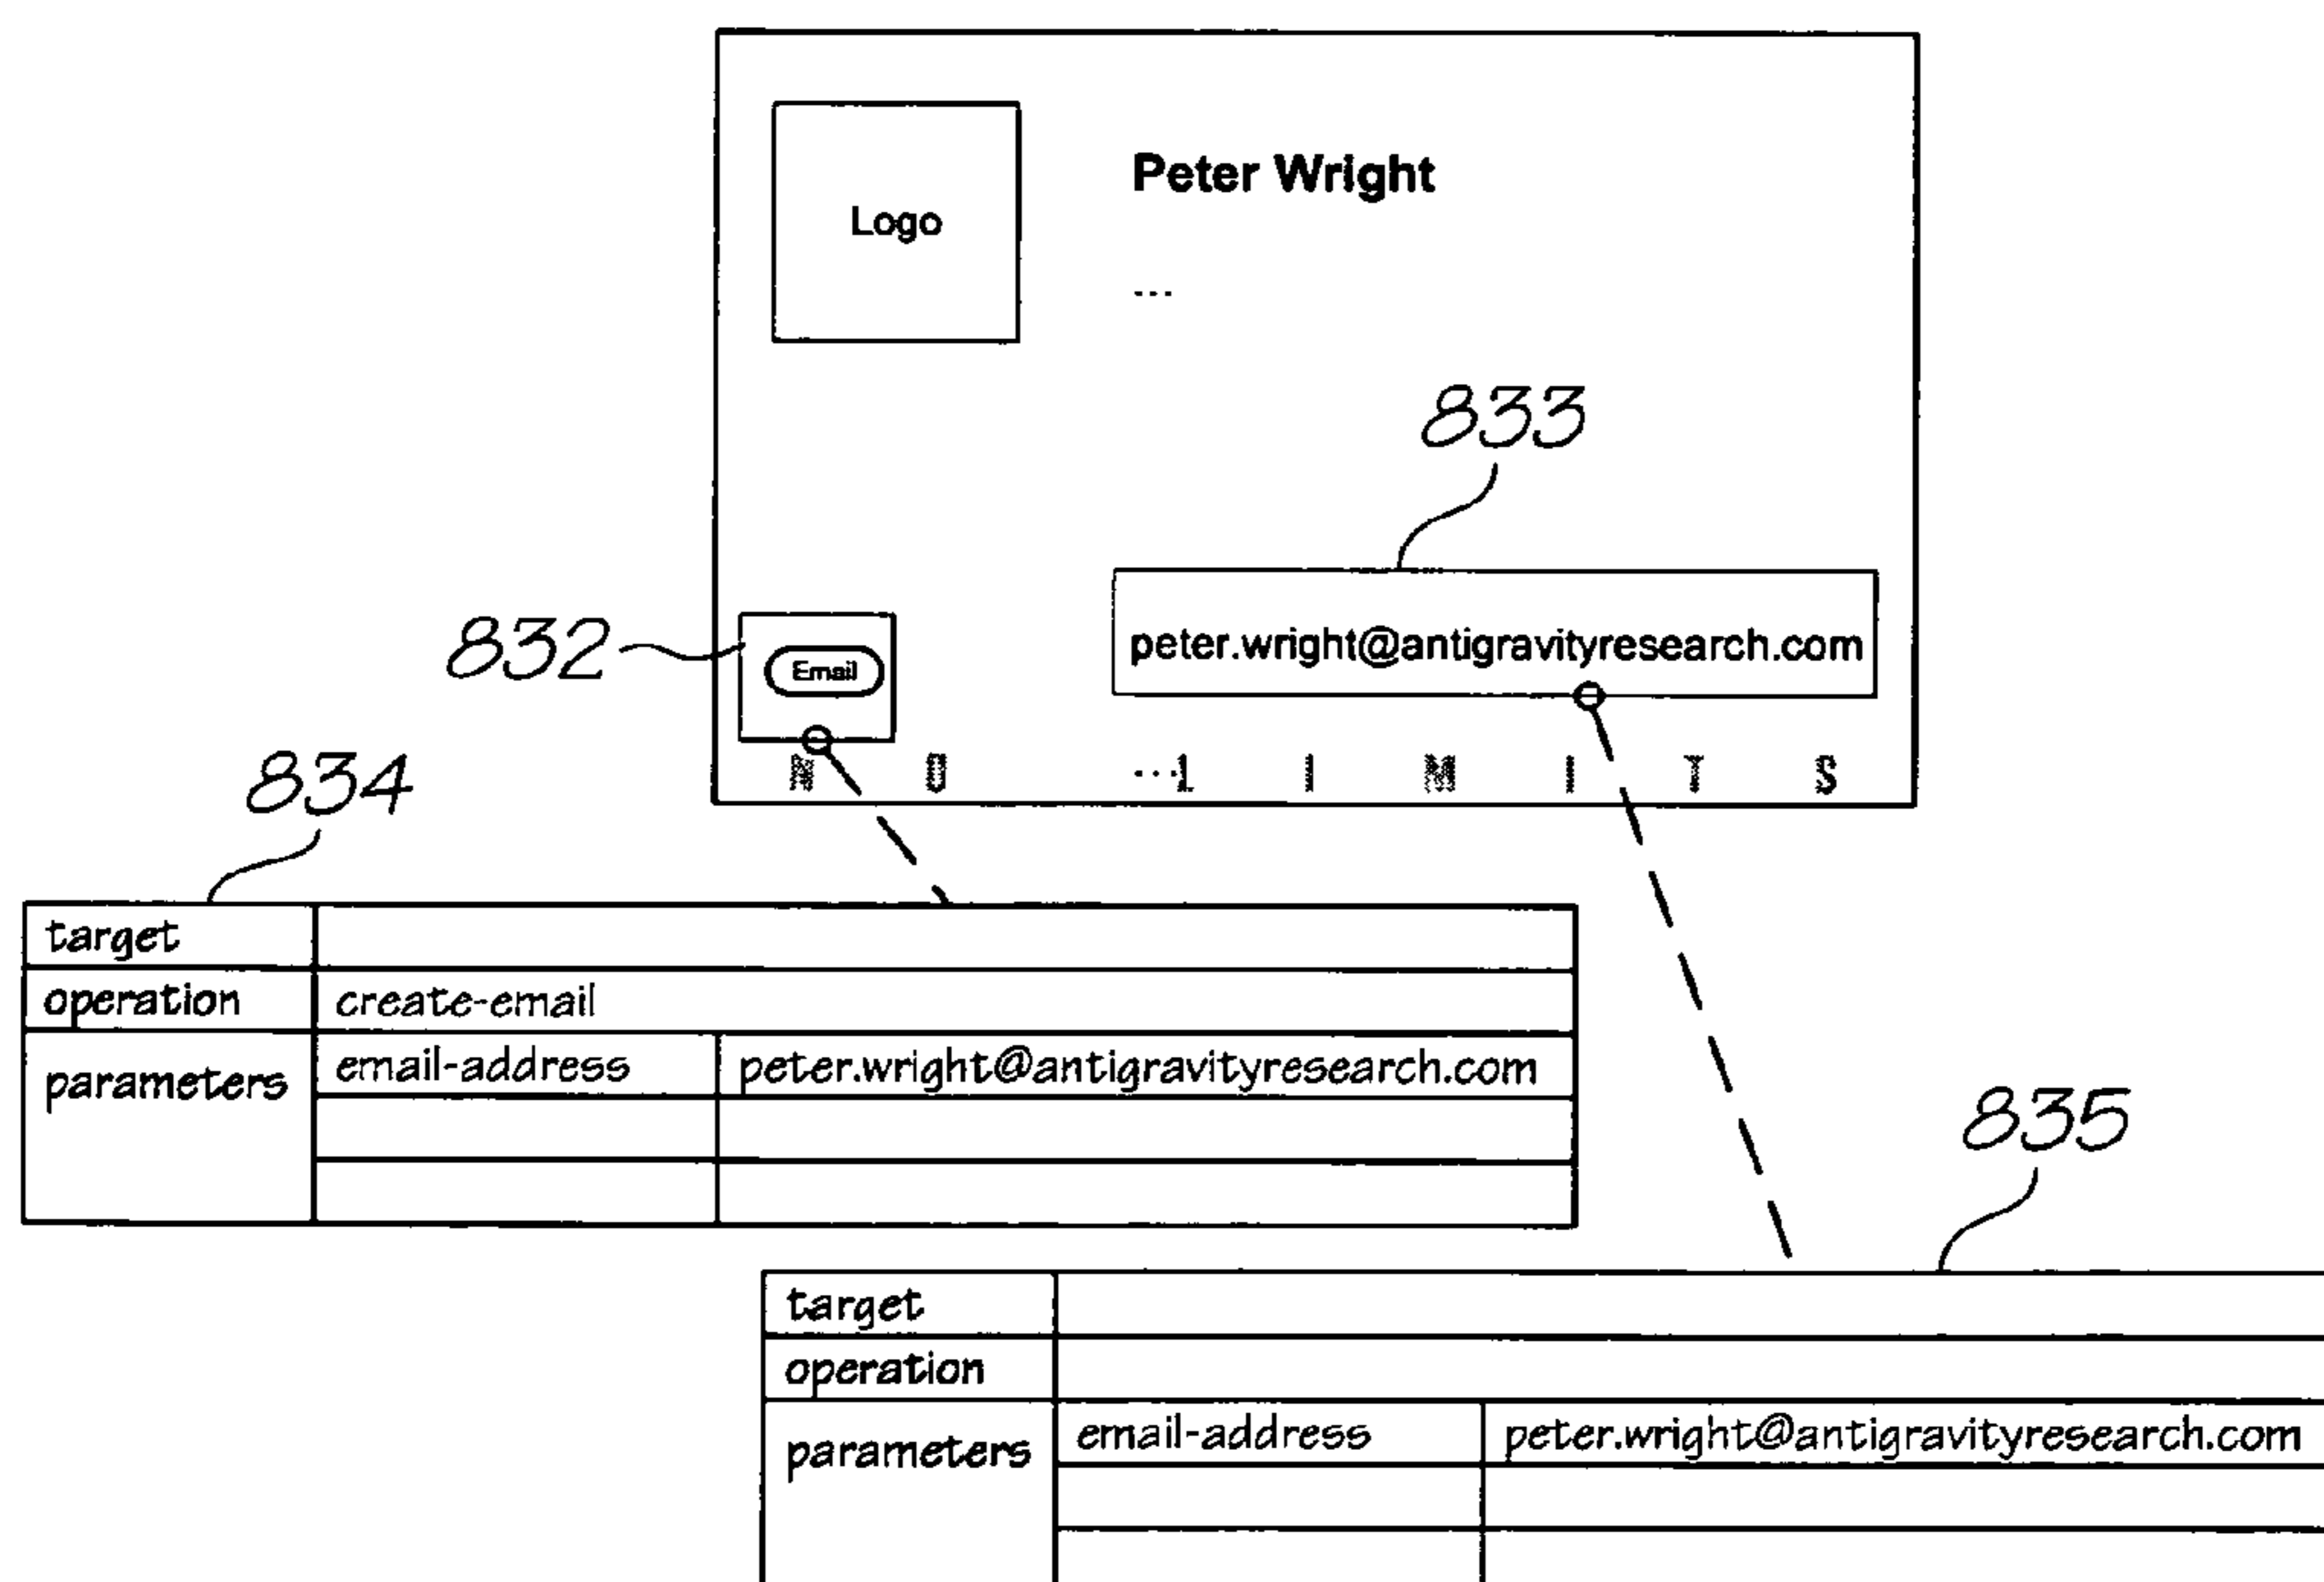 Logo
Peter Wright
...
833
832
Email
peter.wright@antigravityresearch.com
N O ...L I M I T S
834
target
operation create-email
parameters email-address peter.wright@antigravityresearch.com
835
target
operation
parameters email-address peter.wright@antigravityresearch.com